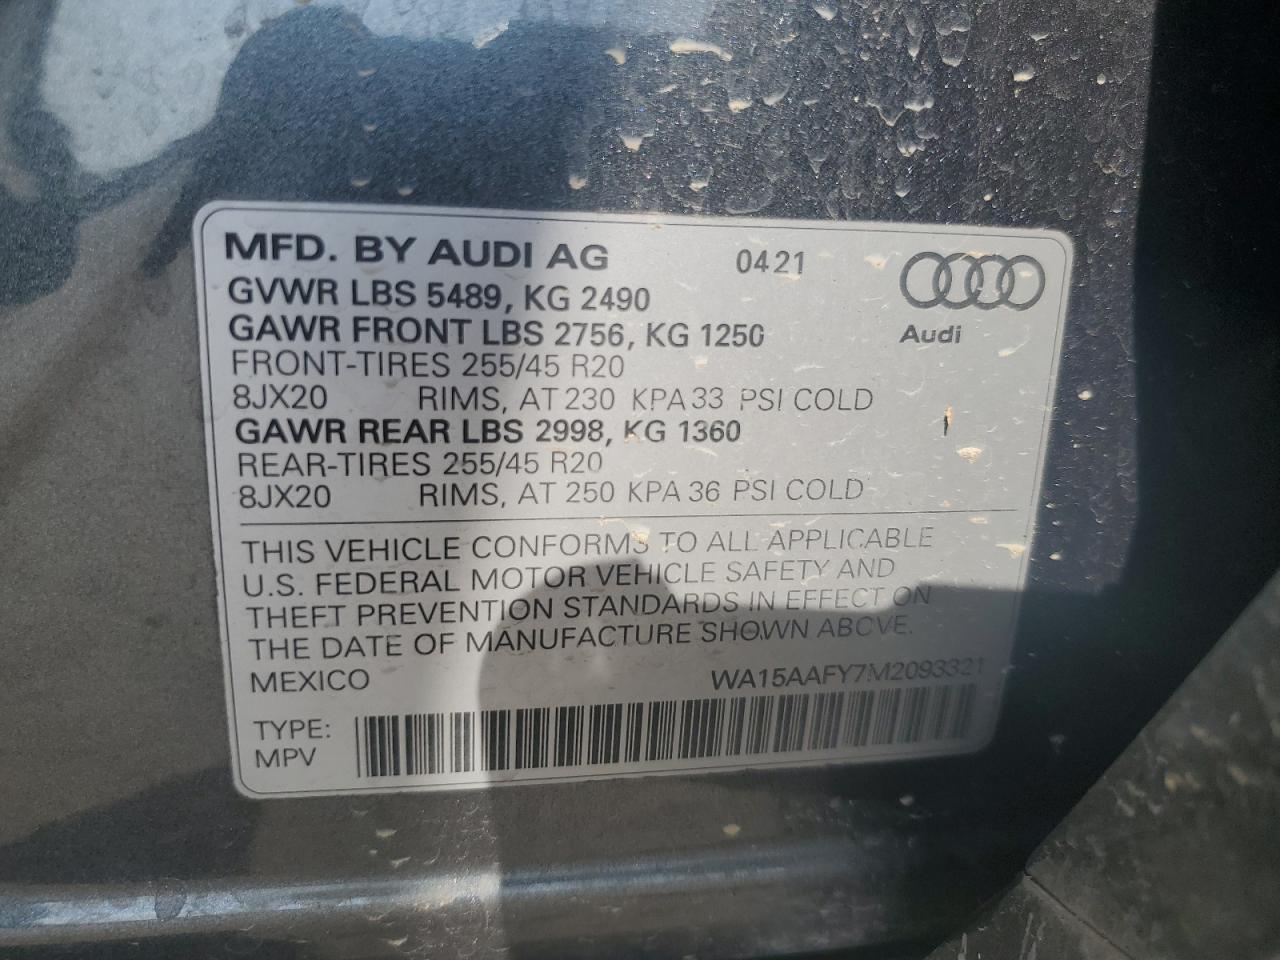 MFD. BY AUDI AG 0421
GVWR LBS 5489, KG 2490
GAWR FRONT LBS 2756, KG 1250
Audi
FRONT-TIRES 255/45 R20
8JX20 RIMS, AT 230 KPA 33 PSI COLD
GAWR REAR LBS 2998, KG 1360
REAR-TIRES 255/45 R20
8JX20 RIMS, AT 250 KPA 36 PSI COLD
THIS VEHICLE CONFORMS TO ALL APPLICABLE
U.S. FEDERAL MOTOR VEHICLE SAFETY AND
THEFT PREVENTION STANDARDS IN EFFECT ON
THE DATE OF MANUFACTURE SHOWN ABOVE.
MEXICO WA15AAFY7M2093321
TYPE:
MPV